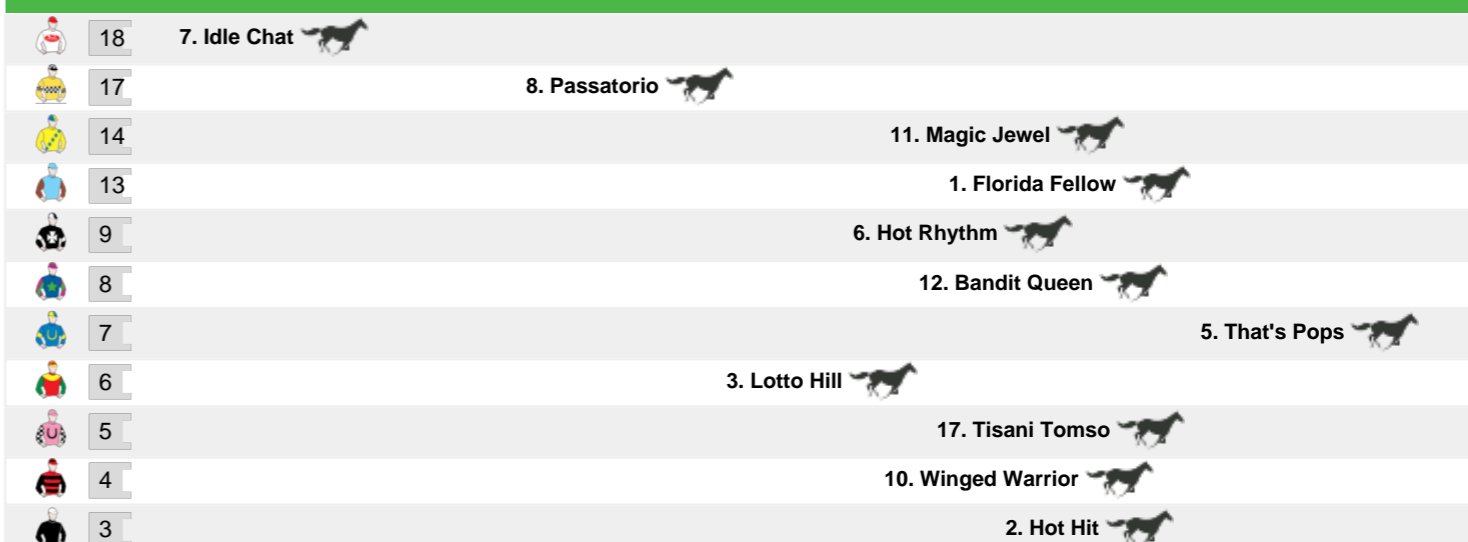 18 7. Idle Chat
17 8. Passatorio
14 11. Magic Jewel
13 1. Florida Fellow
9 6. Hot Rhythm
8 12. Bandit Queen
7 5. That's Pops
6 3. Lotto Hill
5 17. Tisani Tomso
4 10. Winged Warrior
3 2. Hot Hit